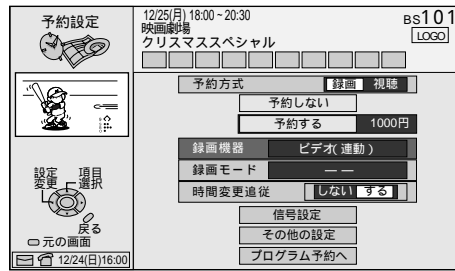 予約設定
12/25(月) 18:00~20:30
映画劇場
クリスマススペシャル
BS101
LOGO
予約方式 録画 視聴
予約しない
予約する 1000円
録画機器 ビデオ(連動)
録画モード ――
時間変更追従 しない する
信号設定
その他の設定
プログラム予約へ
設定 項目
変更 選択
戻る
元の画面
12/24(日)16:00